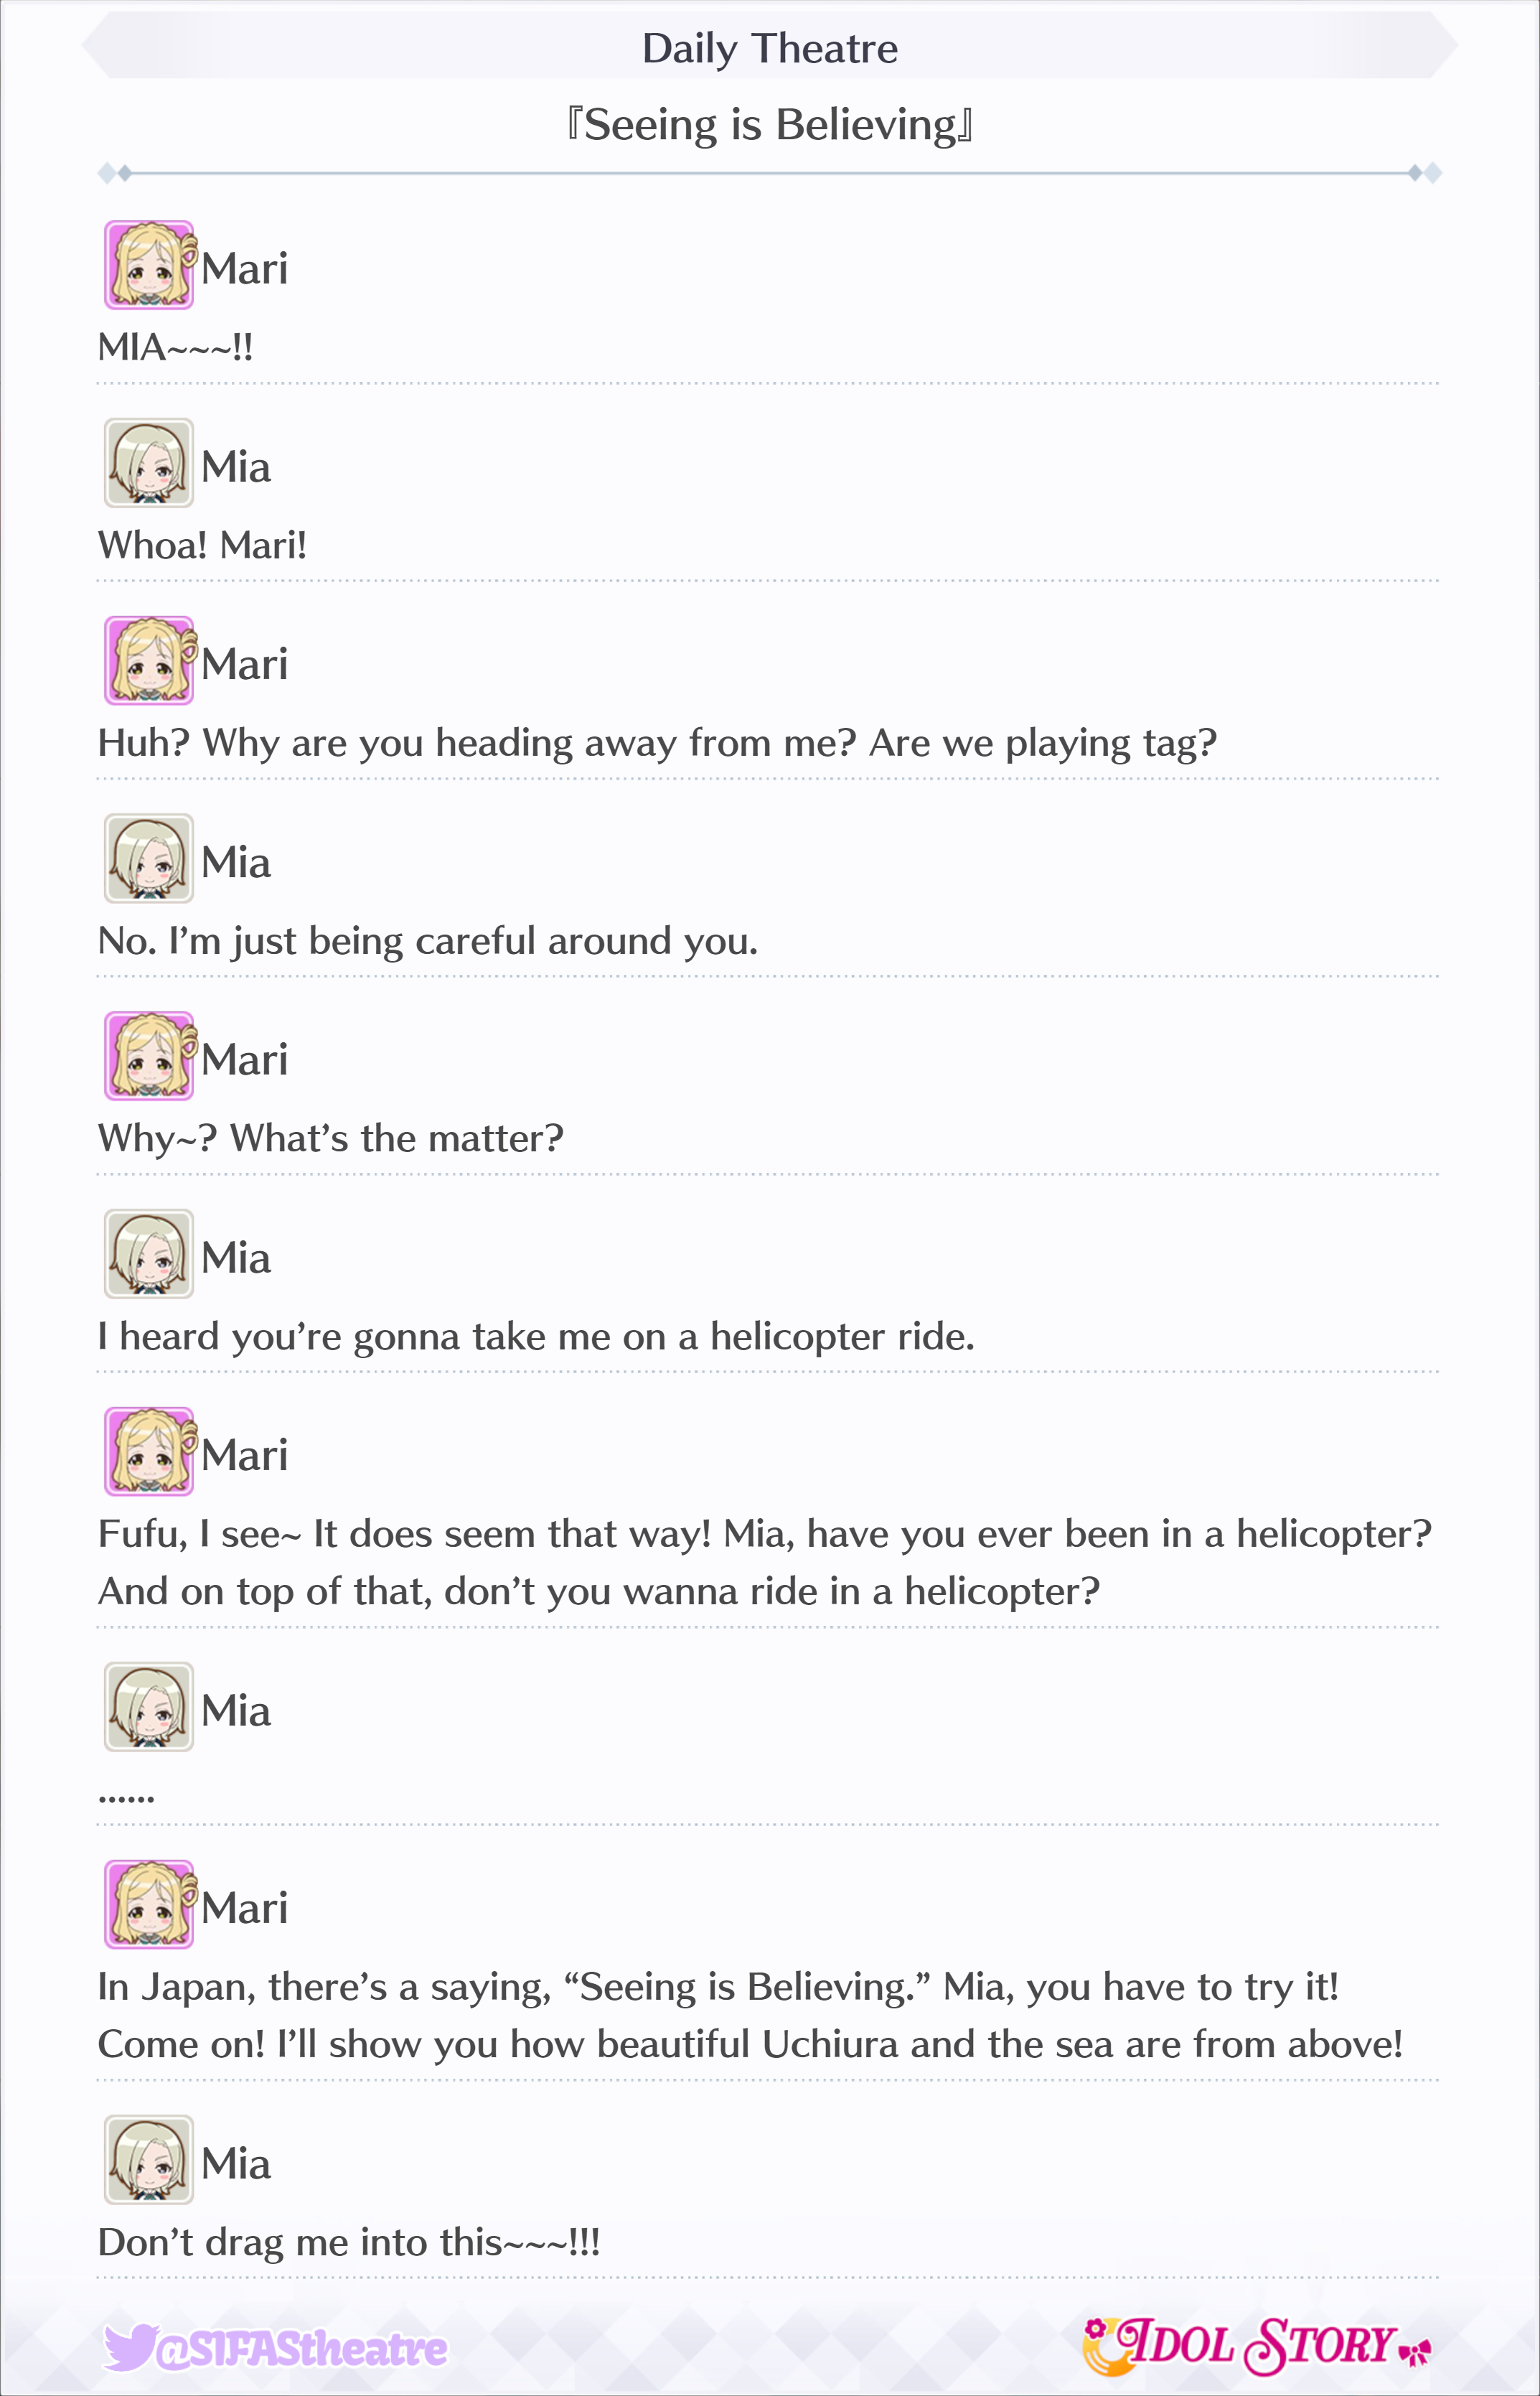 Daily Theatre
『Seeing is Believing』
Mari
MIA~~~!!
Mia
Whoa! Mari!
Mari
Huh? Why are you heading away from me? Are we playing tag?
Mia
No. I’m just being careful around you.
Mari
Why~? What’s the matter?
Mia
I heard you’re gonna take me on a helicopter ride.
Mari
Fufu, I see~ It does seem that way! Mia, have you ever been in a helicopter?
And on top of that, don’t you wanna ride in a helicopter?
Mia
......
Mari
In Japan, there’s a saying, “Seeing is Believing.” Mia, you have to try it!
Come on! I’ll show you how beautiful Uchiura and the sea are from above!
Mia
Don’t drag me into this~~~!!!
@SIFAStheatre
IDOL STORY